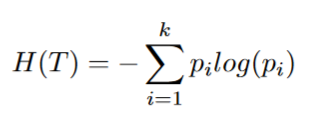 H(T) = − ∑_{i=1}^{k} p_i log(p_i)